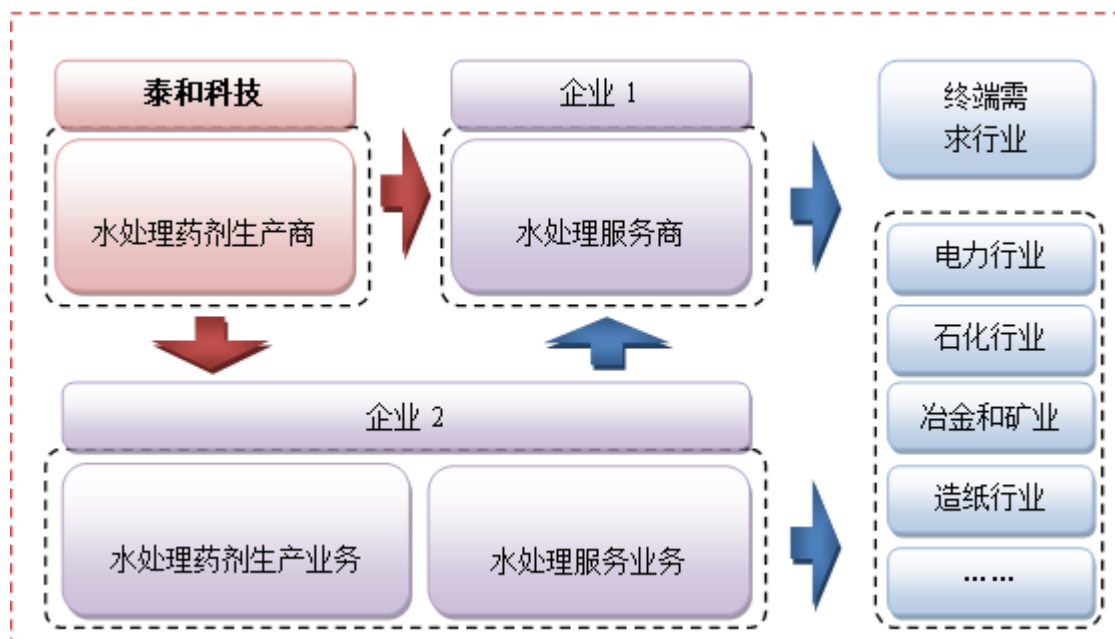 泰和科技
企业 1
终端需
求行业
水处理药剂生产商
水处理服务商
电力行业
石化行业
企业 2
冶金和矿业
造纸行业
水处理药剂生产业务
水处理服务业务
……